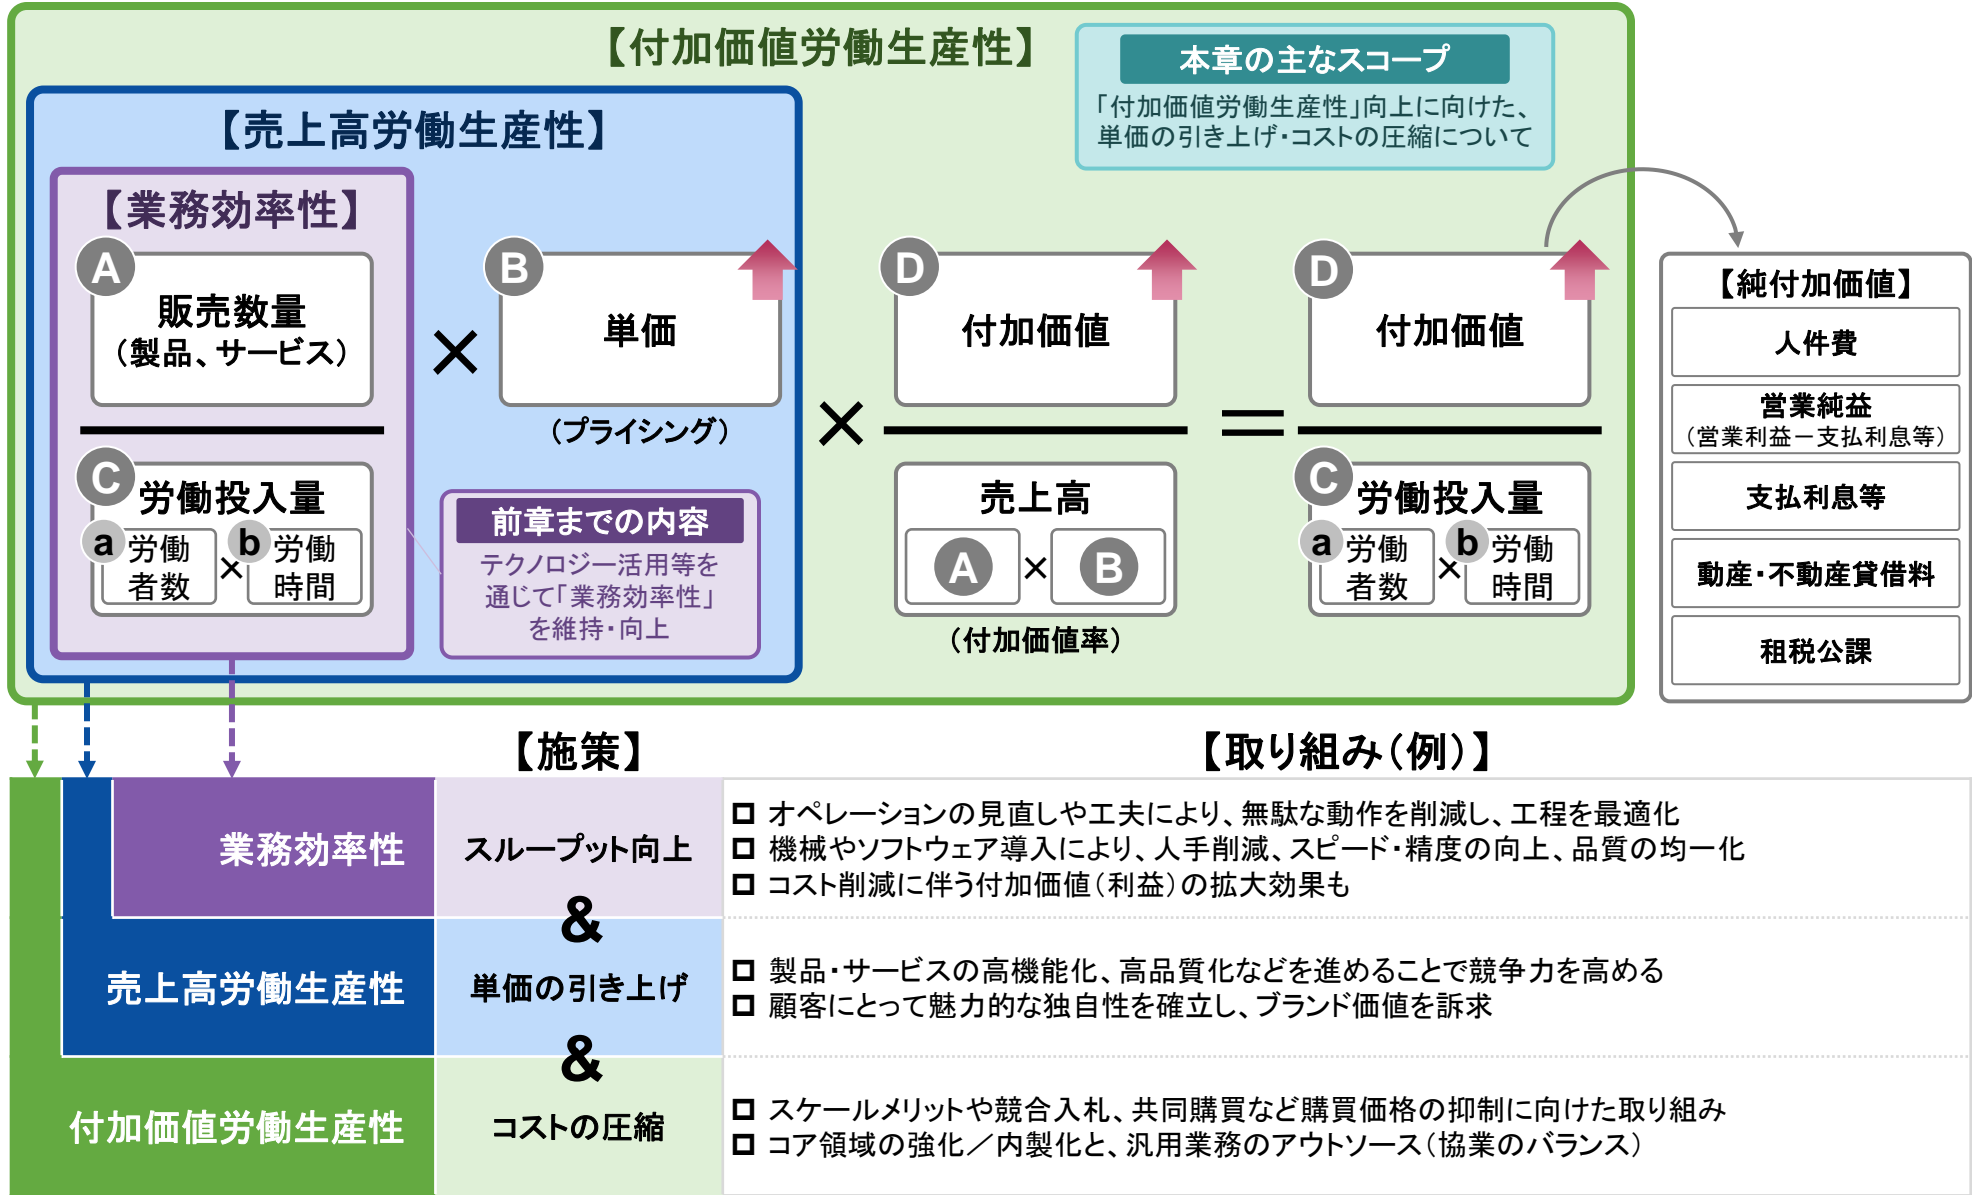 【付加価値労働生産性】
本章の主なスコープ
「付加価値労働生産性」向上に向けた、
単価の引き上げ・コストの圧縮について
【売上高労働生産性】
【業務効率性】
A
販売数量
（製品、サービス）
×
B
単価
（プライシング）
C
労働投入量
a
労働
者数
×
b
労働
時間
前章までの内容
テクノロジー活用等を
通じて「業務効率性」
を維持・向上
×
D
付加価値
売上高
A
×
B
（付加価値率）
＝
D
付加価値
C
労働投入量
a
労働
者数
×
b
労働
時間
【純付加価値】
人件費
営業純益
（営業利益－支払利息等）
支払利息等
動産・不動産貸借料
租税公課
【施策】
【取り組み（例）】
業務効率性
スループット向上
オペレーションの見直しや工夫により、無駄な動作を削減し、工程を最適化
機械やソフトウェア導入により、人手削減、スピード・精度の向上、品質の均一化
コスト削減に伴う付加価値（利益）の拡大効果も
&
売上高労働生産性
単価の引き上げ
製品・サービスの高機能化、高品質化などを進めることで競争力を高める
顧客にとって魅力的な独自性を確立し、ブランド価値を訴求
&
付加価値労働生産性
コストの圧縮
スケールメリットや競合入札、共同購買など購買価格の抑制に向けた取り組み
コア領域の強化／内製化と、汎用業務のアウトソース（協業のバランス）